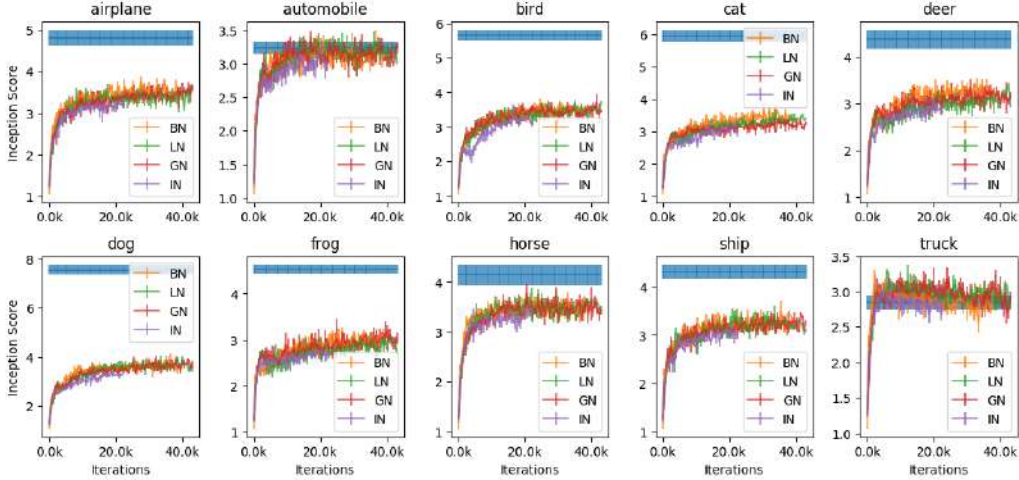 airplane automobile bird cat deer
Inception Score
5
4
3
2
1
0.0k 20.0k 40.0k
BN
LN
GN
IN
3.5
3.0
2.5
2.0
1.5
1.0
0.0k 20.0k 40.0k
BN
LN
GN
IN
6
5
4
3
2
1
0.0k 20.0k 40.0k
BN
LN
GN
IN
6
5
4
3
2
1
0.0k 20.0k 40.0k
BN
LN
GN
IN
4
3
2
1
0.0k 20.0k 40.0k
BN
LN
GN
IN
dog frog horse ship truck
Inception Score
8
6
4
2
0.0k 20.0k 40.0k
Iterations
BN
LN
GN
IN
4
3
2
1
0.0k 20.0k 40.0k
Iterations
BN
LN
GN
IN
4
3
2
1
0.0k 20.0k 40.0k
Iterations
BN
LN
GN
IN
4
3
2
1
0.0k 20.0k 40.0k
Iterations
BN
LN
GN
IN
3.5
3.0
2.5
2.0
1.5
1.0
0.0k 20.0k 40.0k
Iterations
BN
LN
GN
IN